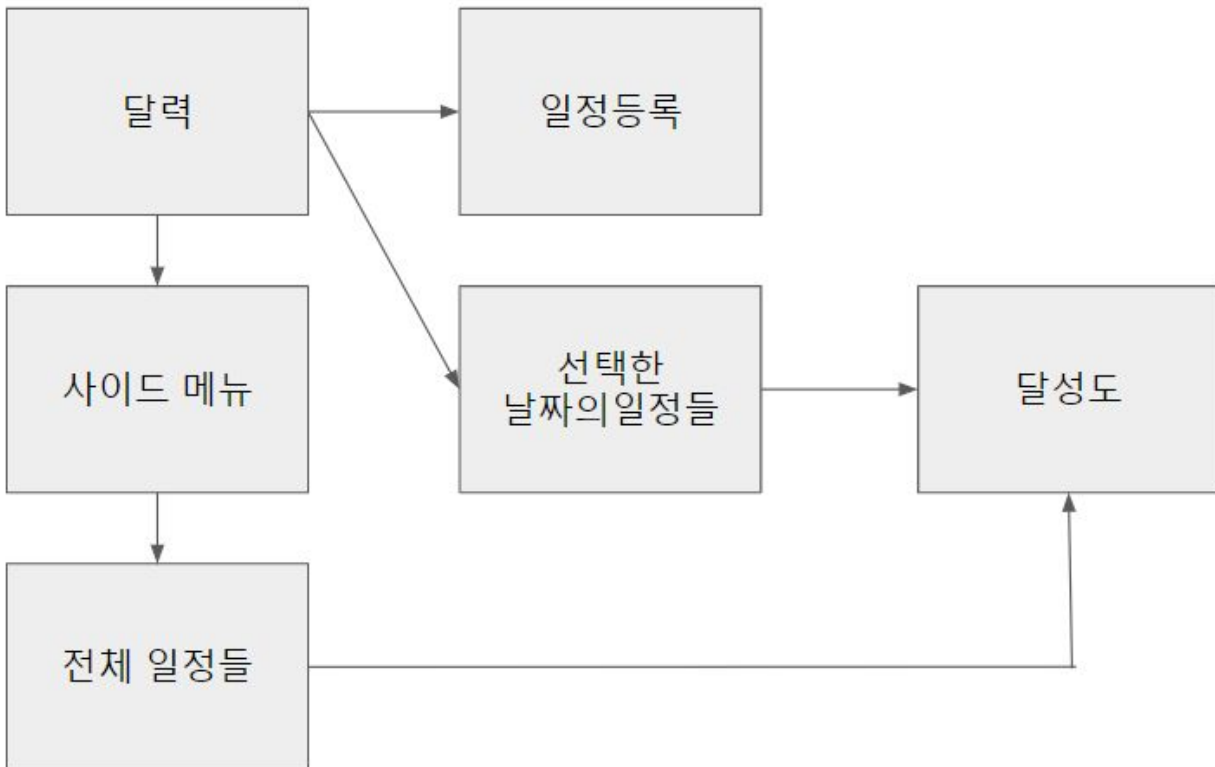 달력
일정등록
사이드 메뉴
선택한
날짜의일정들
달성도
전체 일정들